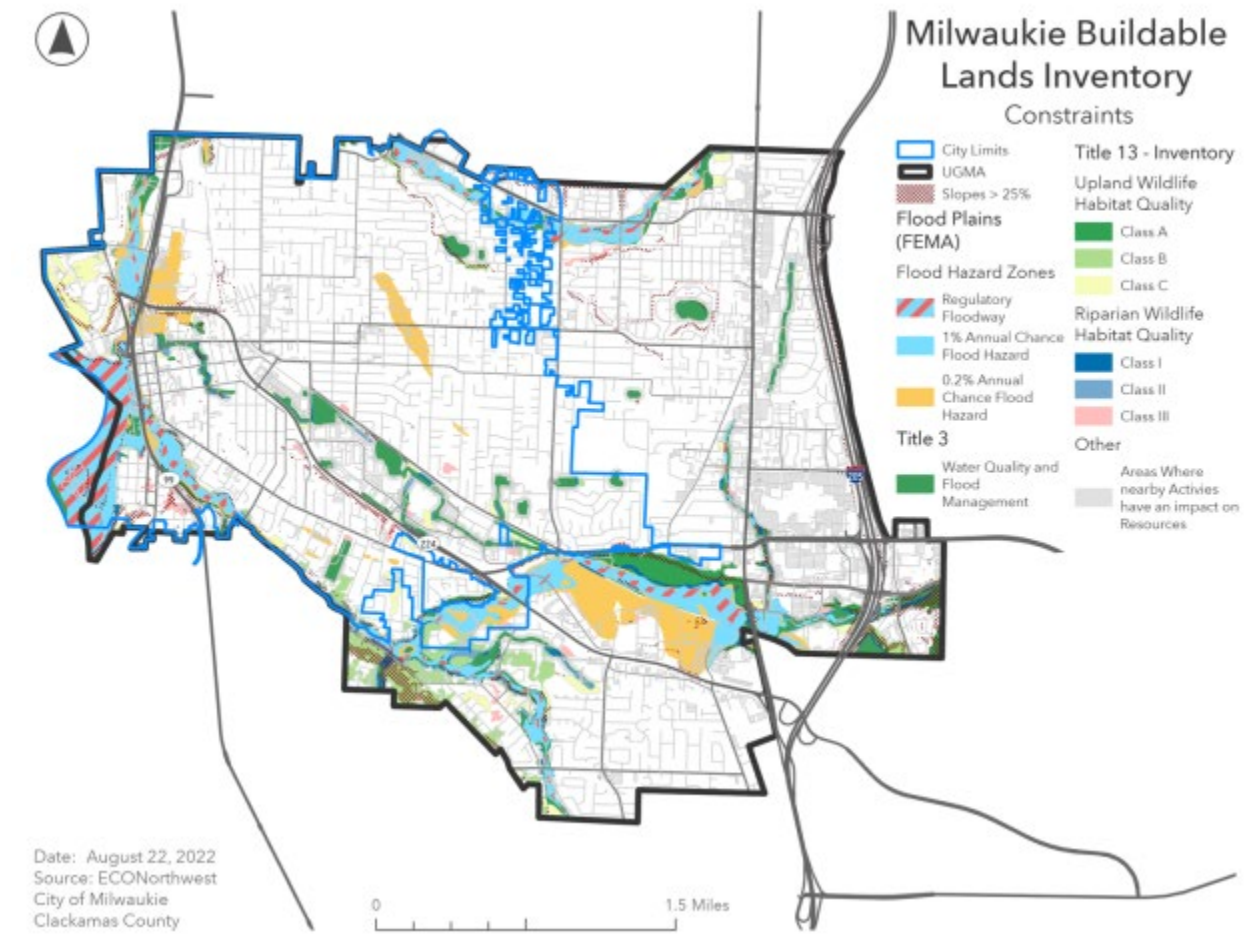 Milwaukie Buildable
Lands Inventory
Constraints
City Limits
UGMA
Slopes > 25%
Flood Plains
(FEMA)
Flood Hazard Zones
Regulatory
Floodway
1% Annual Chance
Flood Hazard
0.2% Annual
Chance Flood
Hazard
Title 3
Water Quality and
Flood
Management
Title 13 - Inventory
Upland Wildlife
Habitat Quality
Class A
Class B
Class C
Riparian Wildlife
Habitat Quality
Class I
Class II
Class III
Other
Areas Where
nearby Activies
have an impact on
Resources
99
224
Date: August 22, 2022
Source: ECONorthwest
City of Milwaukie
Clackamas County
0
1.5 Miles